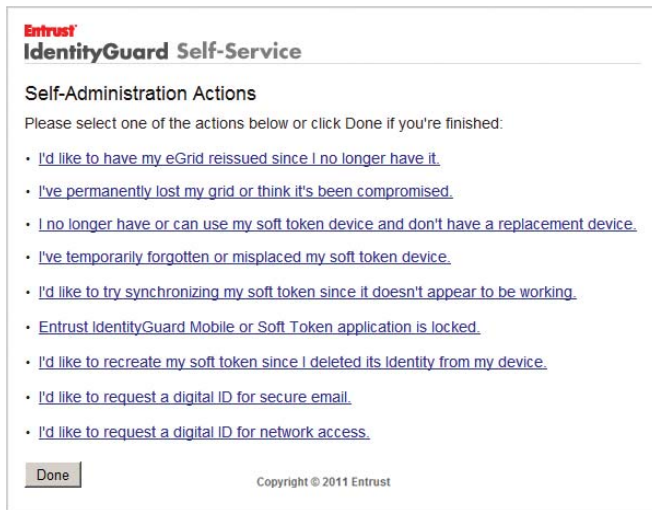 Entrust
IdentityGuard Self-Service
Self-Administration Actions
Please select one of the actions below or click Done if you're finished:
• I'd like to have my eGrid reissued since I no longer have it.
• I've permanently lost my grid or think it's been compromised.
• I no longer have or can use my soft token device and don't have a replacement device.
• I've temporarily forgotten or misplaced my soft token device.
• I'd like to try synchronizing my soft token since it doesn't appear to be working.
• Entrust IdentityGuard Mobile or Soft Token application is locked.
• I'd like to recreate my soft token since I deleted its Identity from my device.
• I'd like to request a digital ID for secure email.
• I'd like to request a digital ID for network access.
Done
Copyright © 2011 Entrust